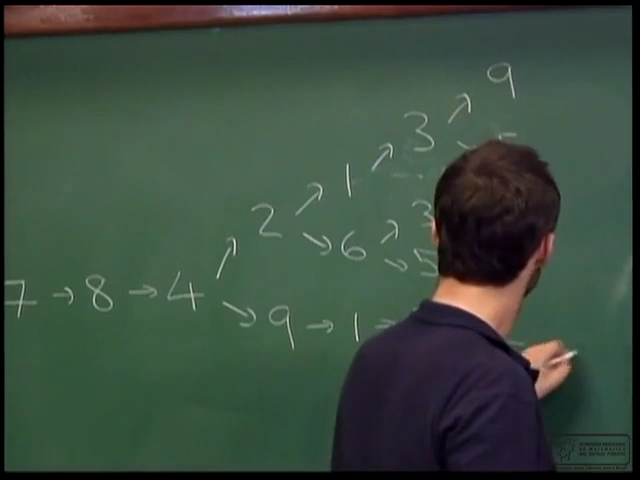 9
3 ↗
1 ↗
2 ↗ ↘ 6 ↗ 3
↘ 5
7 → 8 → 4 ↗
↘ 9 → 1 →